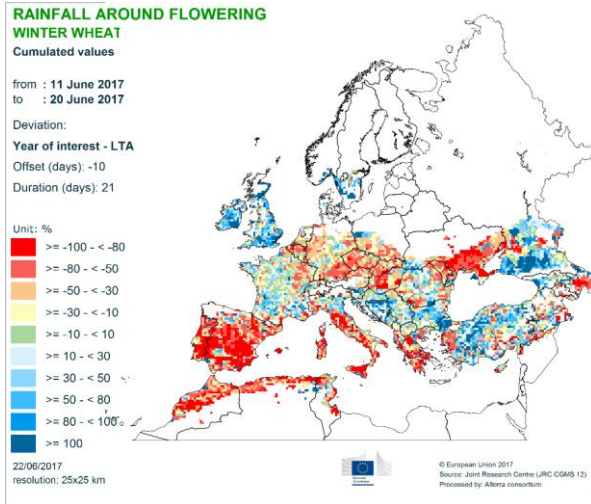 RAINFALL AROUND FLOWERING
WINTER WHEAT
Cumulated values
from : 11 June 2017
to : 20 June 2017
Deviation:
Year of interest - LTA
Offset (days): -10
Duration (days): 21
Unit: %
>= -100 - < -80
>= -80 - < -50
>= -50 - < -30
>= -30 - < -10
>= -10 - < 10
>= 10 - < 30
>= 30 - < 50
>= 50 - < 80
>= 80 - < 100
>= 100
22/06/2017
resolution: 25x25 km
© European Union 2017
Source: Joint Research Centre (JRC CGMS 12)
Processed by: Alterra consortium